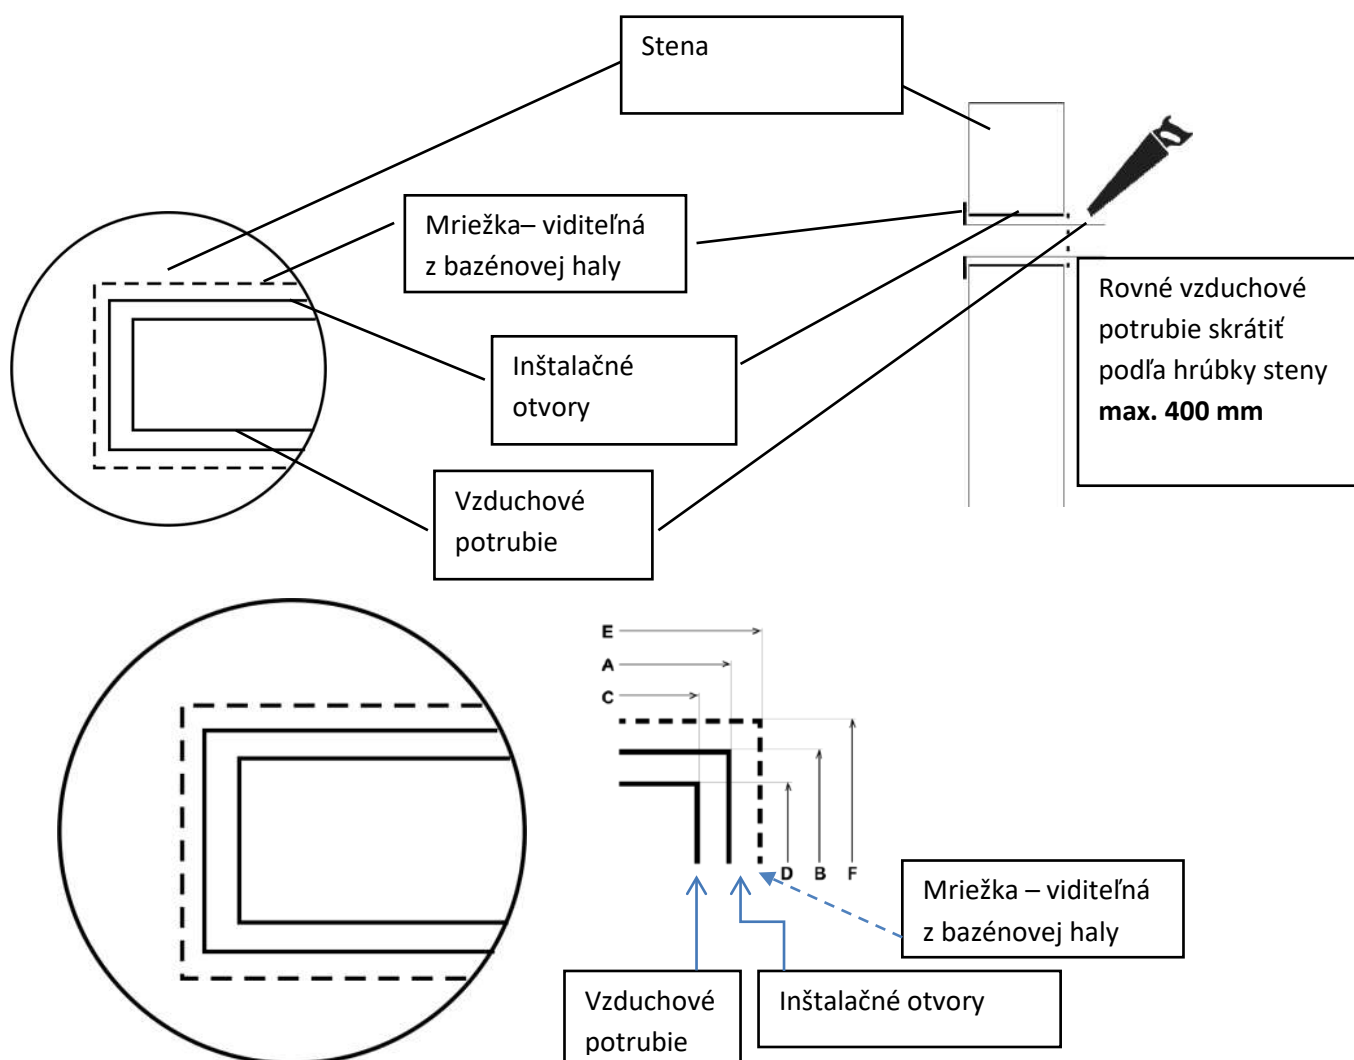 Stena
Mriežka– viditeľná
z bazénovej haly
Inštalačné
otvory
Rovné vzduchové
potrubie skrátiť
podľa hrúbky steny
max. 400 mm
Vzduchové
potrubie
E
A
C
D B F
Mriežka – viditeľná
z bazénovej haly
Vzduchové
potrubie
Inštalačné otvory